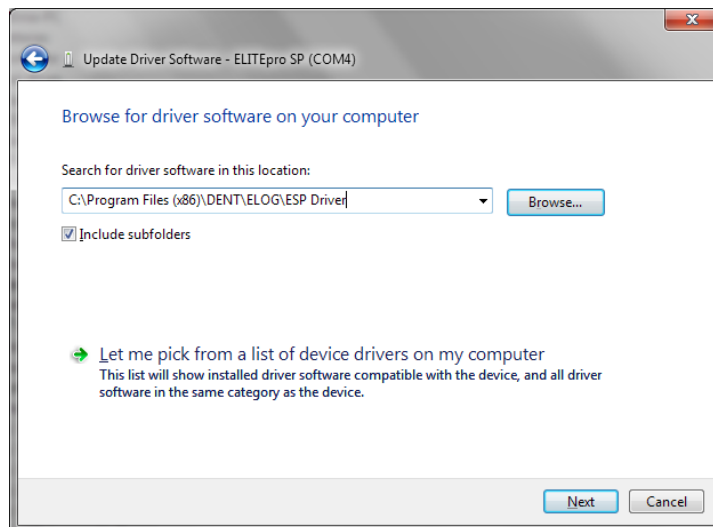 Update Driver Software - ELITEpro SP (COM4)
Browse for driver software on your computer
Search for driver software in this location:
C:\Program Files (x86)\DENT\ELOG\ESP Driver
Browse...
Include subfolders
Let me pick from a list of device drivers on my computer
This list will show installed driver software compatible with the device, and all driver
software in the same category as the device.
Next
Cancel